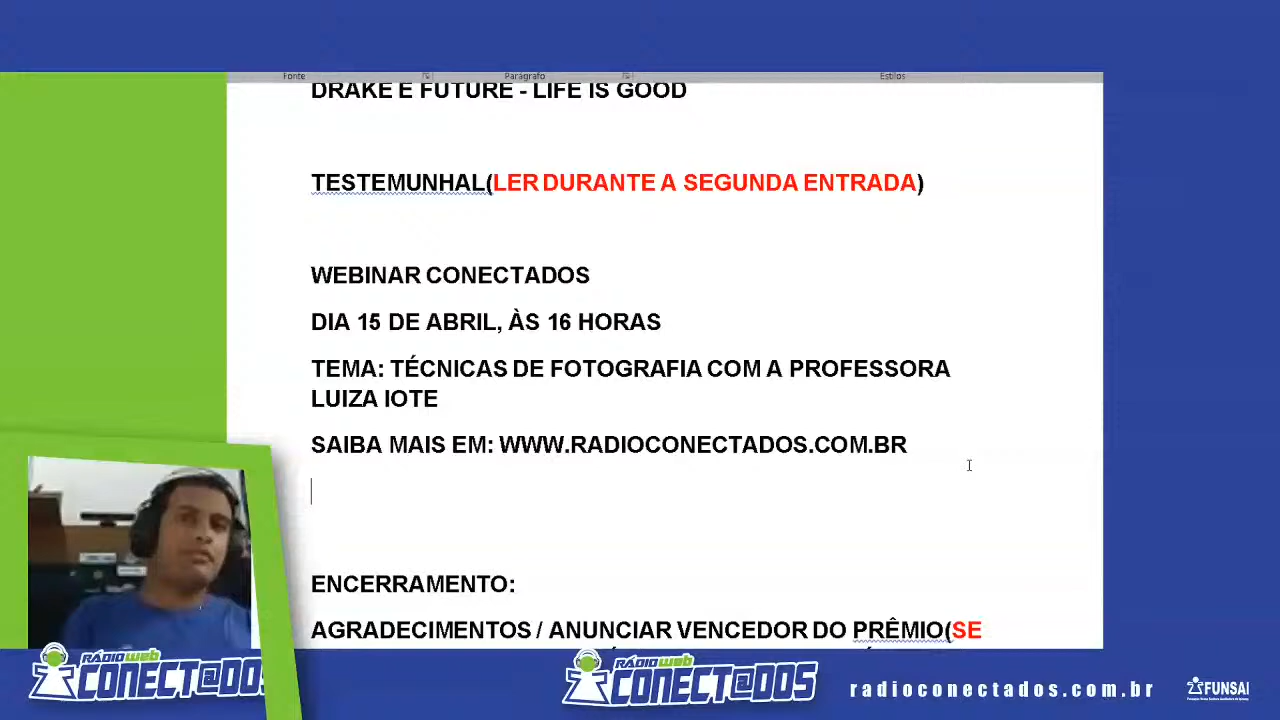 Fonte Parágrafo Estilos
DRAKE E FUTURE - LIFE IS GOOD
TESTEMUNHAL(LER DURANTE A SEGUNDA ENTRADA)
WEBINAR CONECTADOS
DIA 15 DE ABRIL, ÀS 16 HORAS
TEMA: TÉCNICAS DE FOTOGRAFIA COM A PROFESSORA
LUIZA IOTE
SAIBA MAIS EM: WWW.RADIOCONECTADOS.COM.BR
ENCERRAMENTO:
AGRADECIMENTOS / ANUNCIAR VENCEDOR DO PRÊMIO(SE
RÁDIO web
CONECT@DOS
RÁDIO web
CONECT@DOS
radioconectados.com.br
FUNSAI